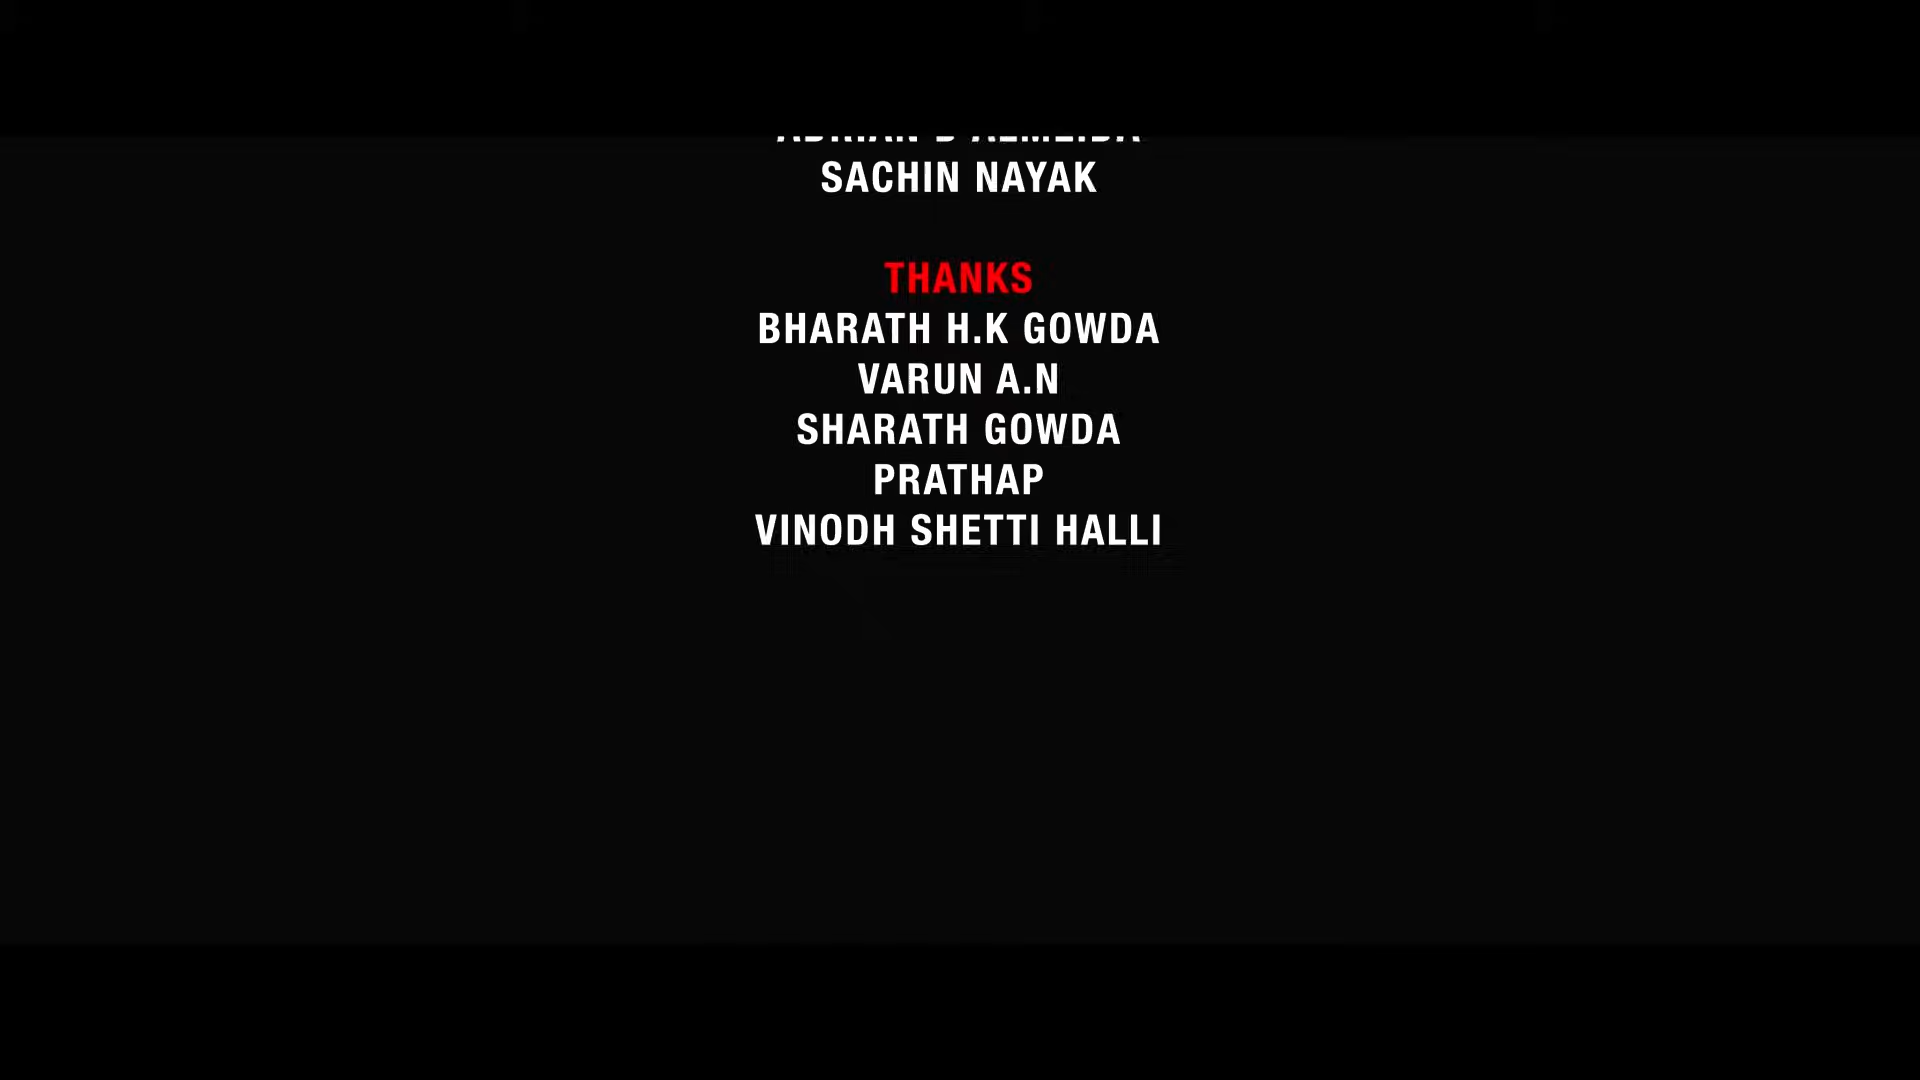 SACHIN NAYAK
THANKS
BHARATH H.K GOWDA
VARUN A.N
SHARATH GOWDA
PRATHAP
VINODH SHETTI HALLI